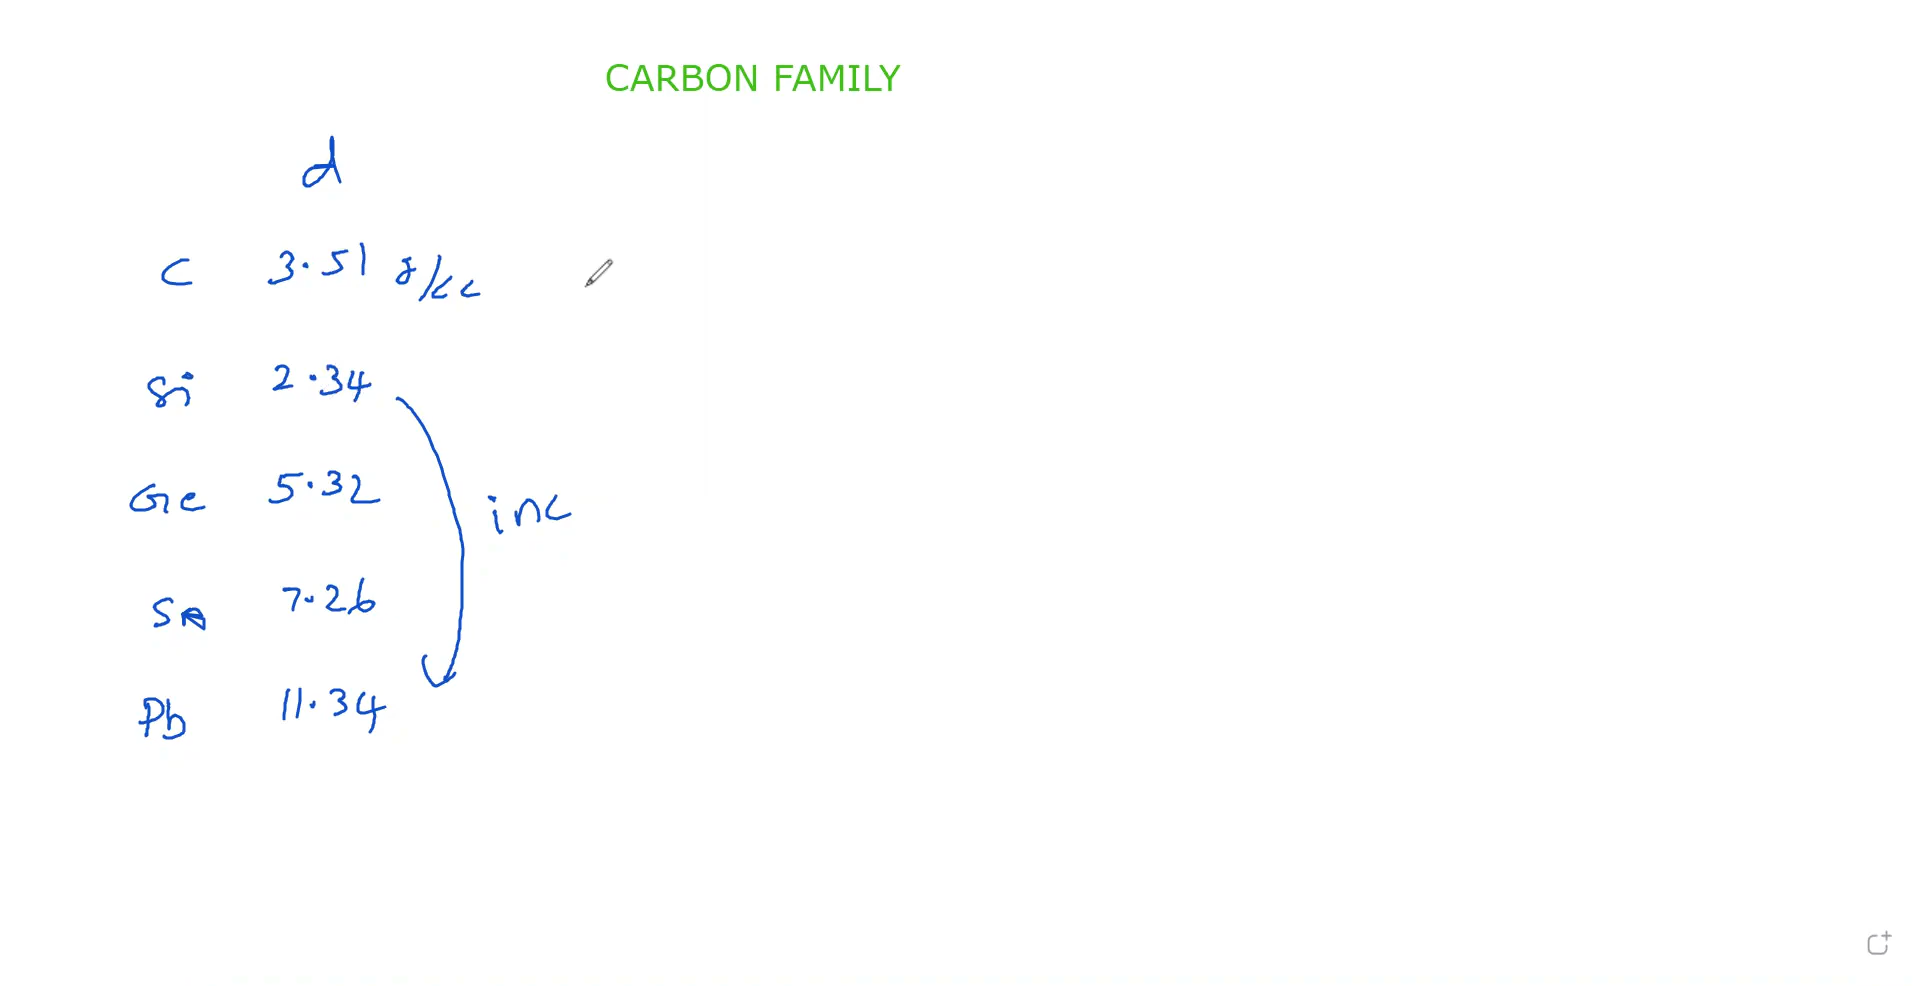 CARBON FAMILY
d
C 3.51 g/cc
Si 2.34
Ge 5.32
inc
Sn 7.26
Pb 11.34